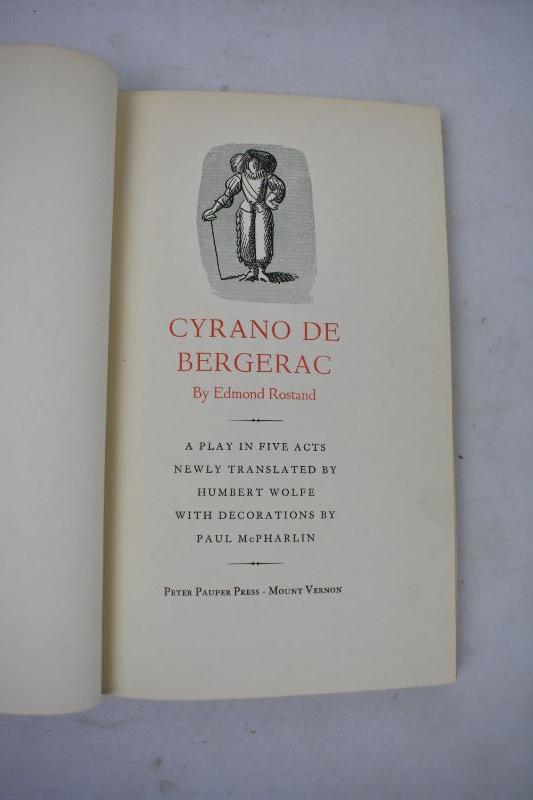 CYRANO DE
BERGERAC
By Edmond Rostand
A PLAY IN FIVE ACTS
NEWLY TRANSLATED BY
HUMBERT WOLFE
WITH DECORATIONS BY
PAUL McPHARLIN
PETER PAUPER PRESS · MOUNT VERNON